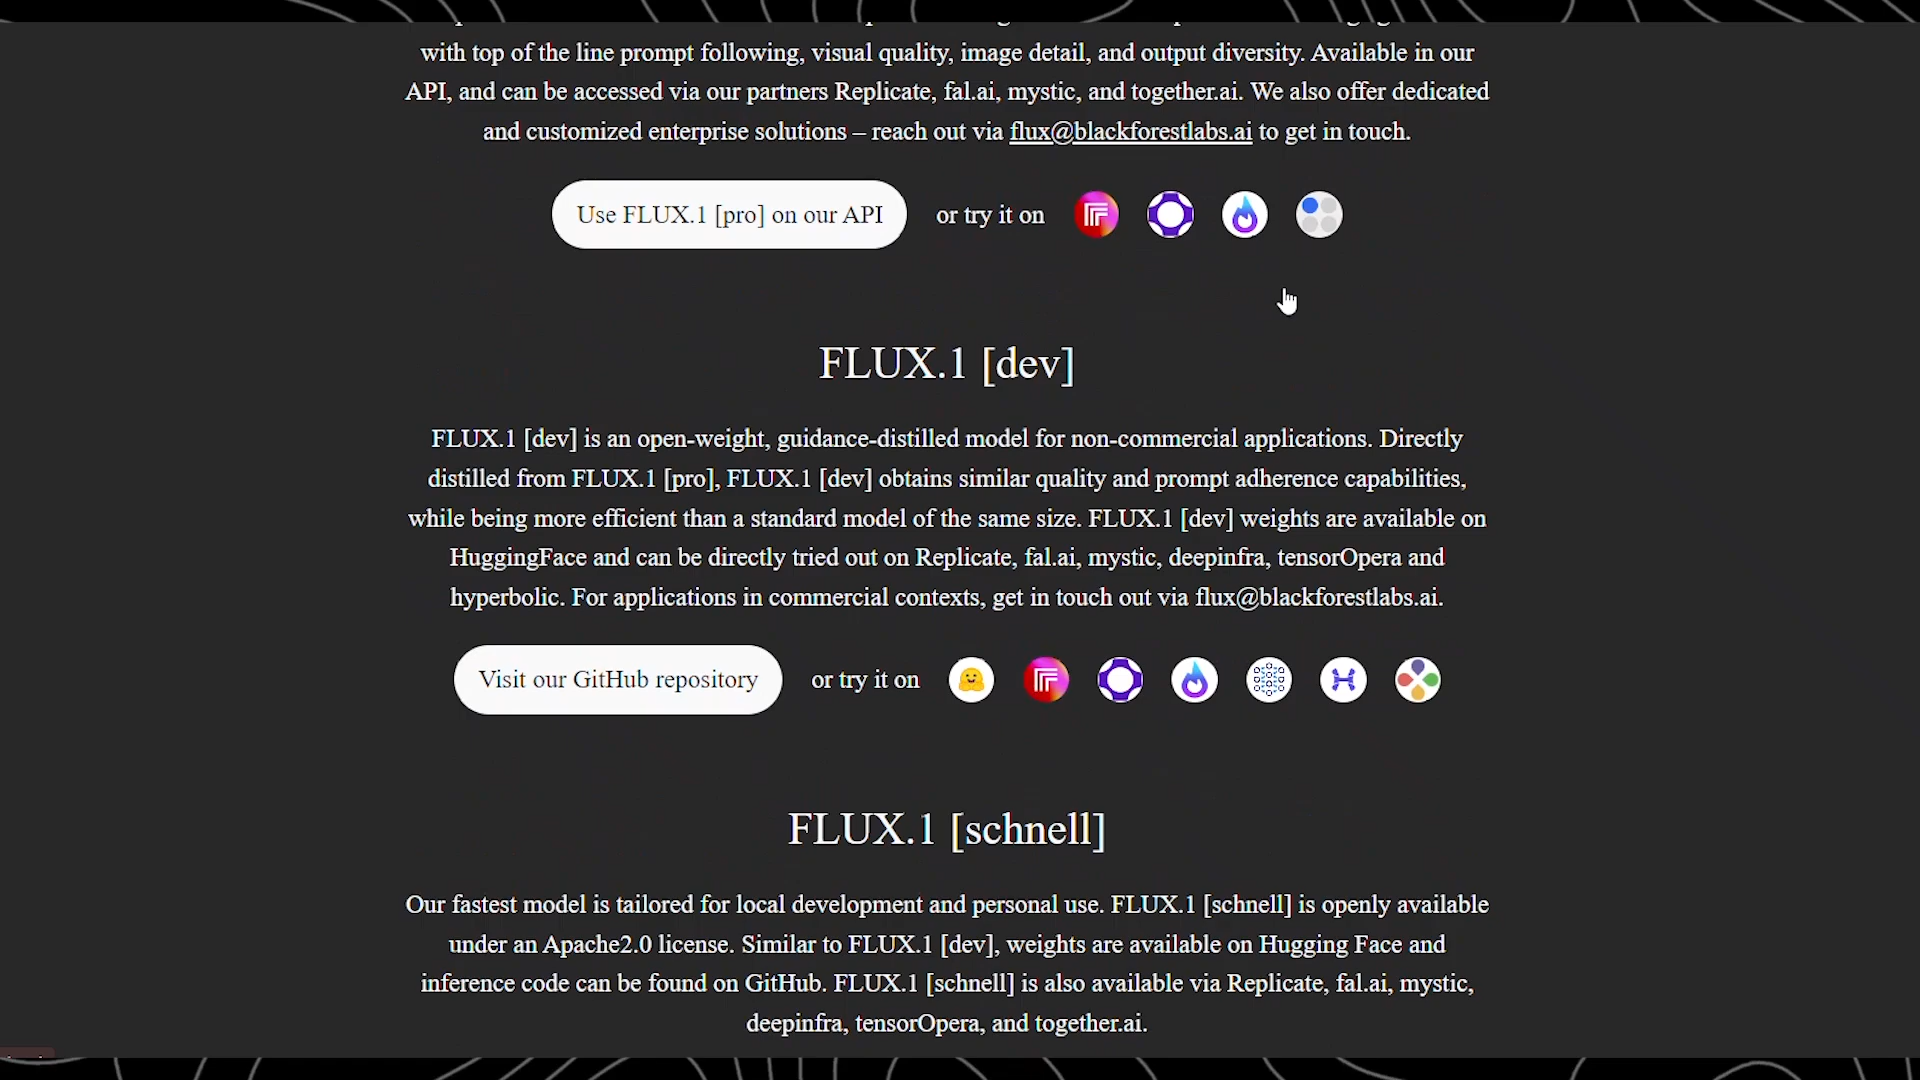 with top of the line prompt following, visual quality, image detail, and output diversity. Available in our
API, and can be accessed via our partners Replicate, fal.ai, mystic, and together.ai. We also offer dedicated
and customized enterprise solutions – reach out via flux@blackforestlabs.ai to get in touch.
Use FLUX.1 [pro] on our API or try it on
FLUX.1 [dev]
FLUX.1 [dev] is an open-weight, guidance-distilled model for non-commercial applications. Directly
distilled from FLUX.1 [pro], FLUX.1 [dev] obtains similar quality and prompt adherence capabilities,
while being more efficient than a standard model of the same size. FLUX.1 [dev] weights are available on
HuggingFace and can be directly tried out on Replicate, fal.ai, mystic, deepinfra, tensorOpera and
hyperbolic. For applications in commercial contexts, get in touch out via flux@blackforestlabs.ai.
Visit our GitHub repository or try it on
FLUX.1 [schnell]
Our fastest model is tailored for local development and personal use. FLUX.1 [schnell] is openly available
under an Apache2.0 license. Similar to FLUX.1 [dev], weights are available on Hugging Face and
inference code can be found on GitHub. FLUX.1 [schnell] is also available via Replicate, fal.ai, mystic,
deepinfra, tensorOpera, and together.ai.